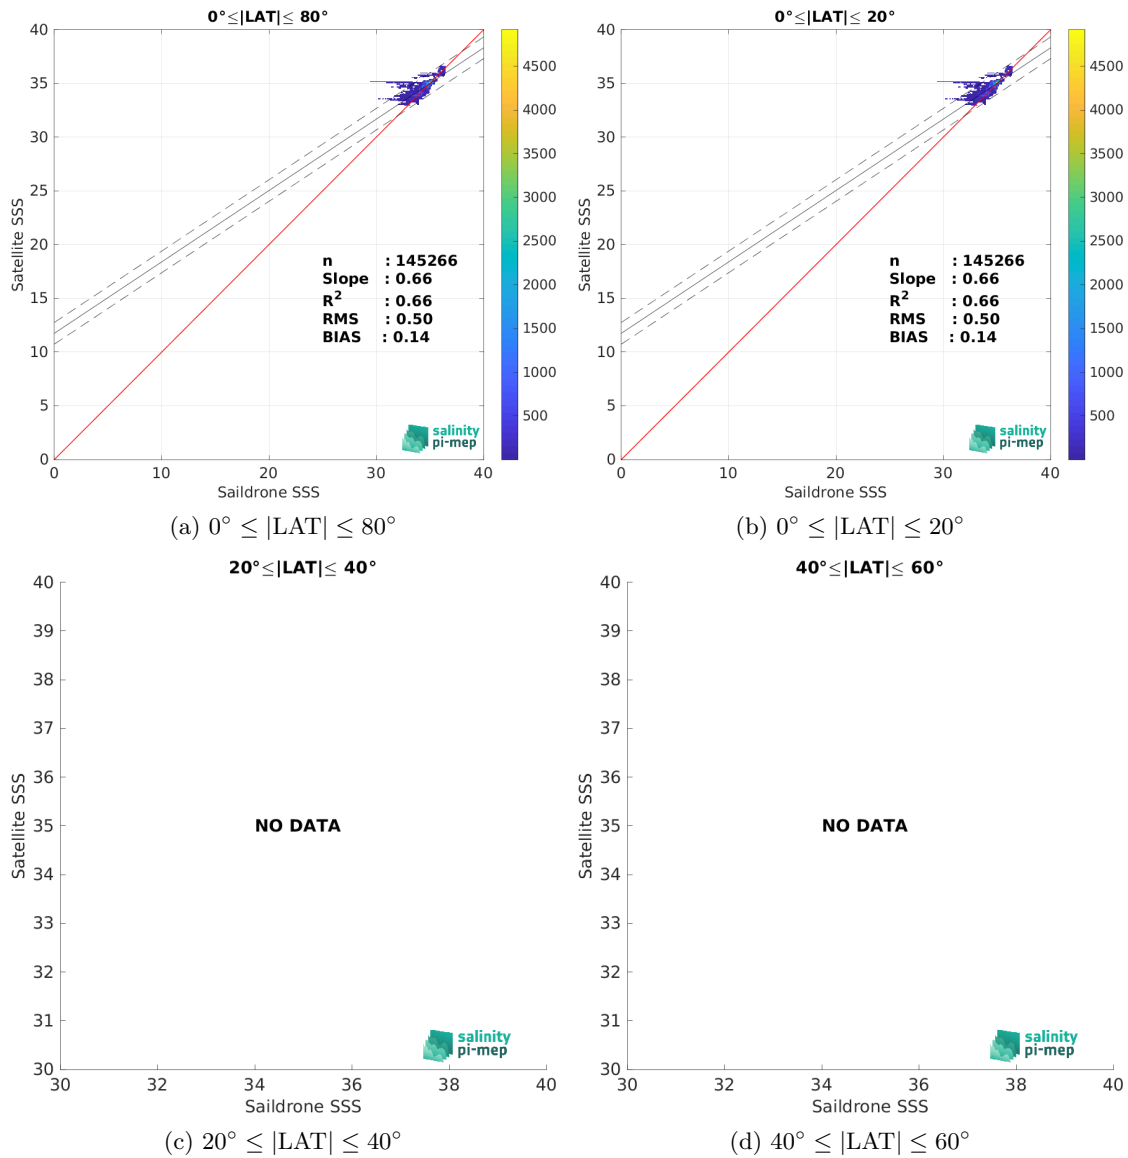 0°≤|LAT|≤ 80°
40
35
30
25
20
15
10
5
0
Satellite SSS
n : 145266
Slope : 0.66
R² : 0.66
RMS : 0.50
BIAS : 0.14
salinity
pi-mep
0 10 20 30 40
Saildrone SSS
4500
4000
3500
3000
2500
2000
1500
1000
500
(a) 0° ≤ |LAT| ≤ 80°
0°≤|LAT|≤ 20°
40
35
30
25
20
15
10
5
0
Satellite SSS
n : 145266
Slope : 0.66
R² : 0.66
RMS : 0.50
BIAS : 0.14
salinity
pi-mep
0 10 20 30 40
Saildrone SSS
4500
4000
3500
3000
2500
2000
1500
1000
500
(b) 0° ≤ |LAT| ≤ 20°
20°≤|LAT|≤ 40°
40
39
38
37
36
35
34
33
32
31
30
Satellite SSS
NO DATA
salinity
pi-mep
30 32 34 36 38 40
Saildrone SSS
(c) 20° ≤ |LAT| ≤ 40°
40°≤|LAT|≤ 60°
40
39
38
37
36
35
34
33
32
31
30
Satellite SSS
NO DATA
salinity
pi-mep
30 32 34 36 38 40
Saildrone SSS
(d) 40° ≤ |LAT| ≤ 60°